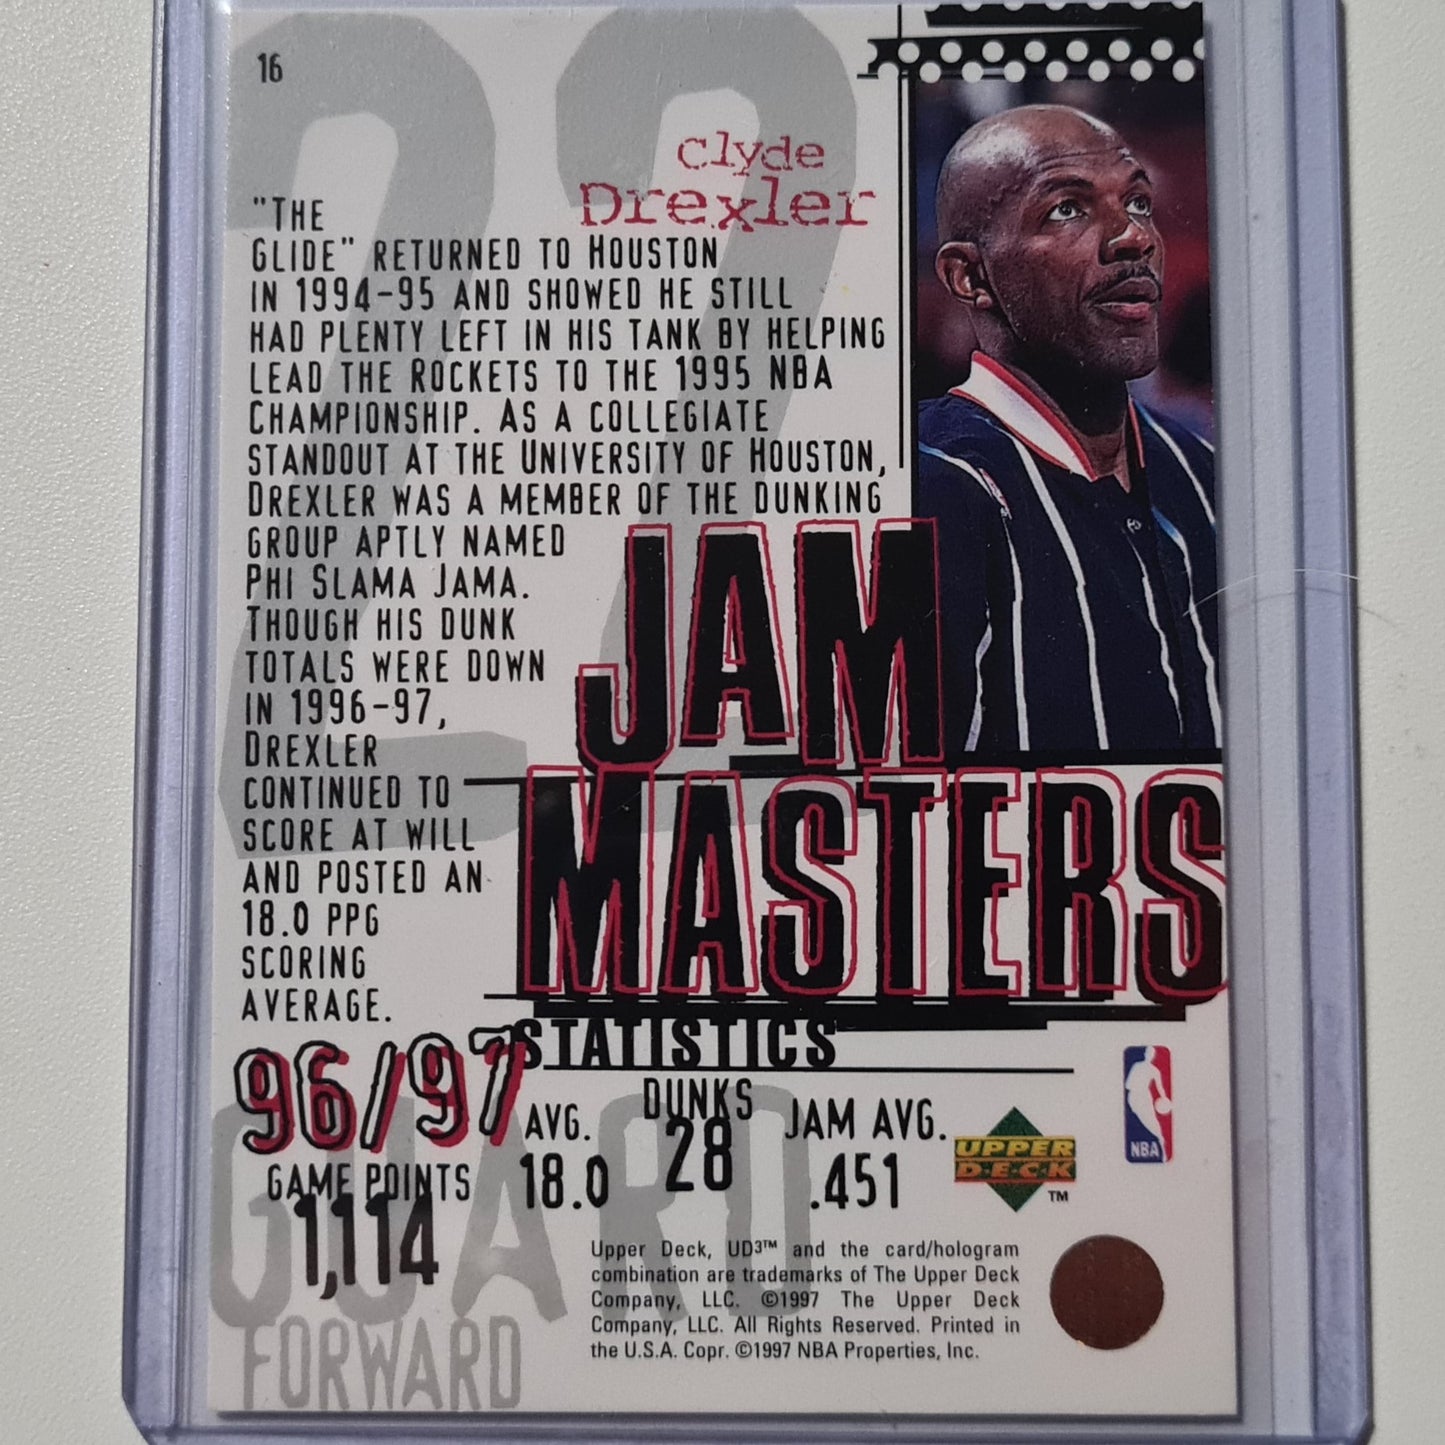 16
22
Clyde
Drexler
"THE
GLIDE" RETURNED TO HOUSTON
IN 1994-95 AND SHOWED HE STILL
HAD PLENTY LEFT IN HIS TANK BY HELPING
LEAD THE ROCKETS TO THE 1995 NBA
CHAMPIONSHIP. AS A COLLEGIATE
STANDOUT AT THE UNIVERSITY OF HOUSTON,
DREXLER WAS A MEMBER OF THE DUNKING
GROUP APTLY NAMED
PHI SLAMA JAMA.
THOUGH HIS DUNK
TOTALS WERE DOWN
IN 1996-97,
DREXLER
CONTINUED TO
SCORE AT WILL
AND POSTED AN
18.0 PPG
SCORING
AVERAGE.
JAM
MASTERS
96/97 STATISTICS
GAME POINTS AVG. DUNKS JAM AVG.
1,114 18.0 28 .451
GUARD
FORWARD
UPPER
DECK
TM
NBA
Upper Deck, UD3™ and the card/hologram
combination are trademarks of The Upper Deck
Company, LLC. ©1997 The Upper Deck
Company, LLC. All Rights Reserved. Printed in
the U.S.A. Copr. ©1997 NBA Properties, Inc.